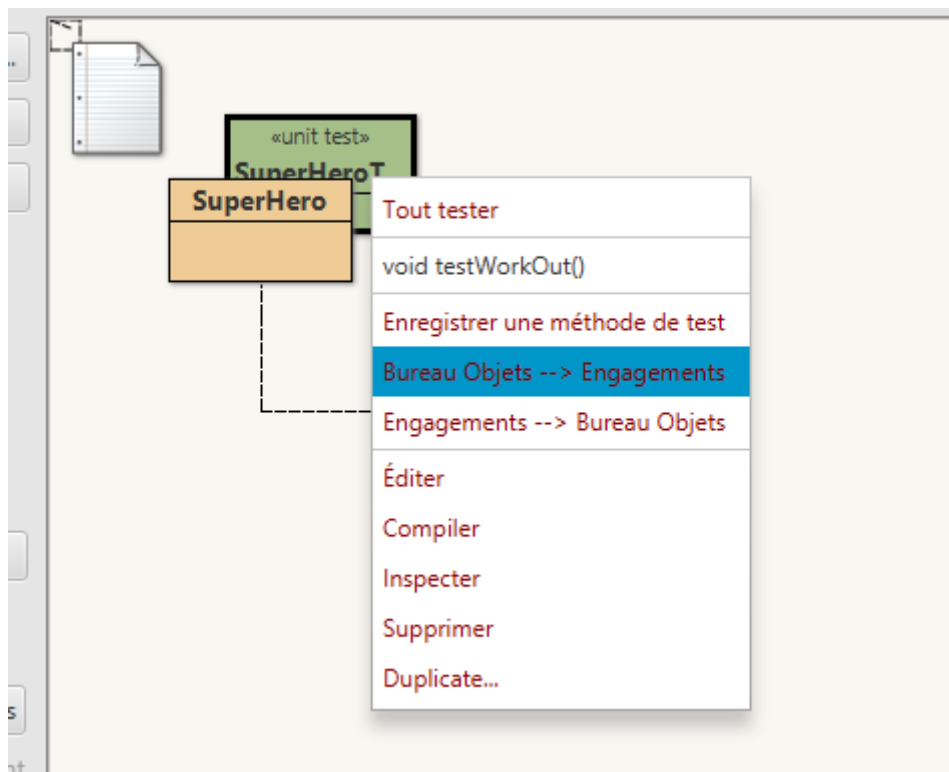 «unit test»
SuperHeroT
SuperHero
Tout tester
void testWorkOut()
Enregistrer une méthode de test
Bureau Objets --> Engagements
Engagements --> Bureau Objets
Éditer
Compiler
Inspecter
Supprimer
Duplicate...
..
s
nt